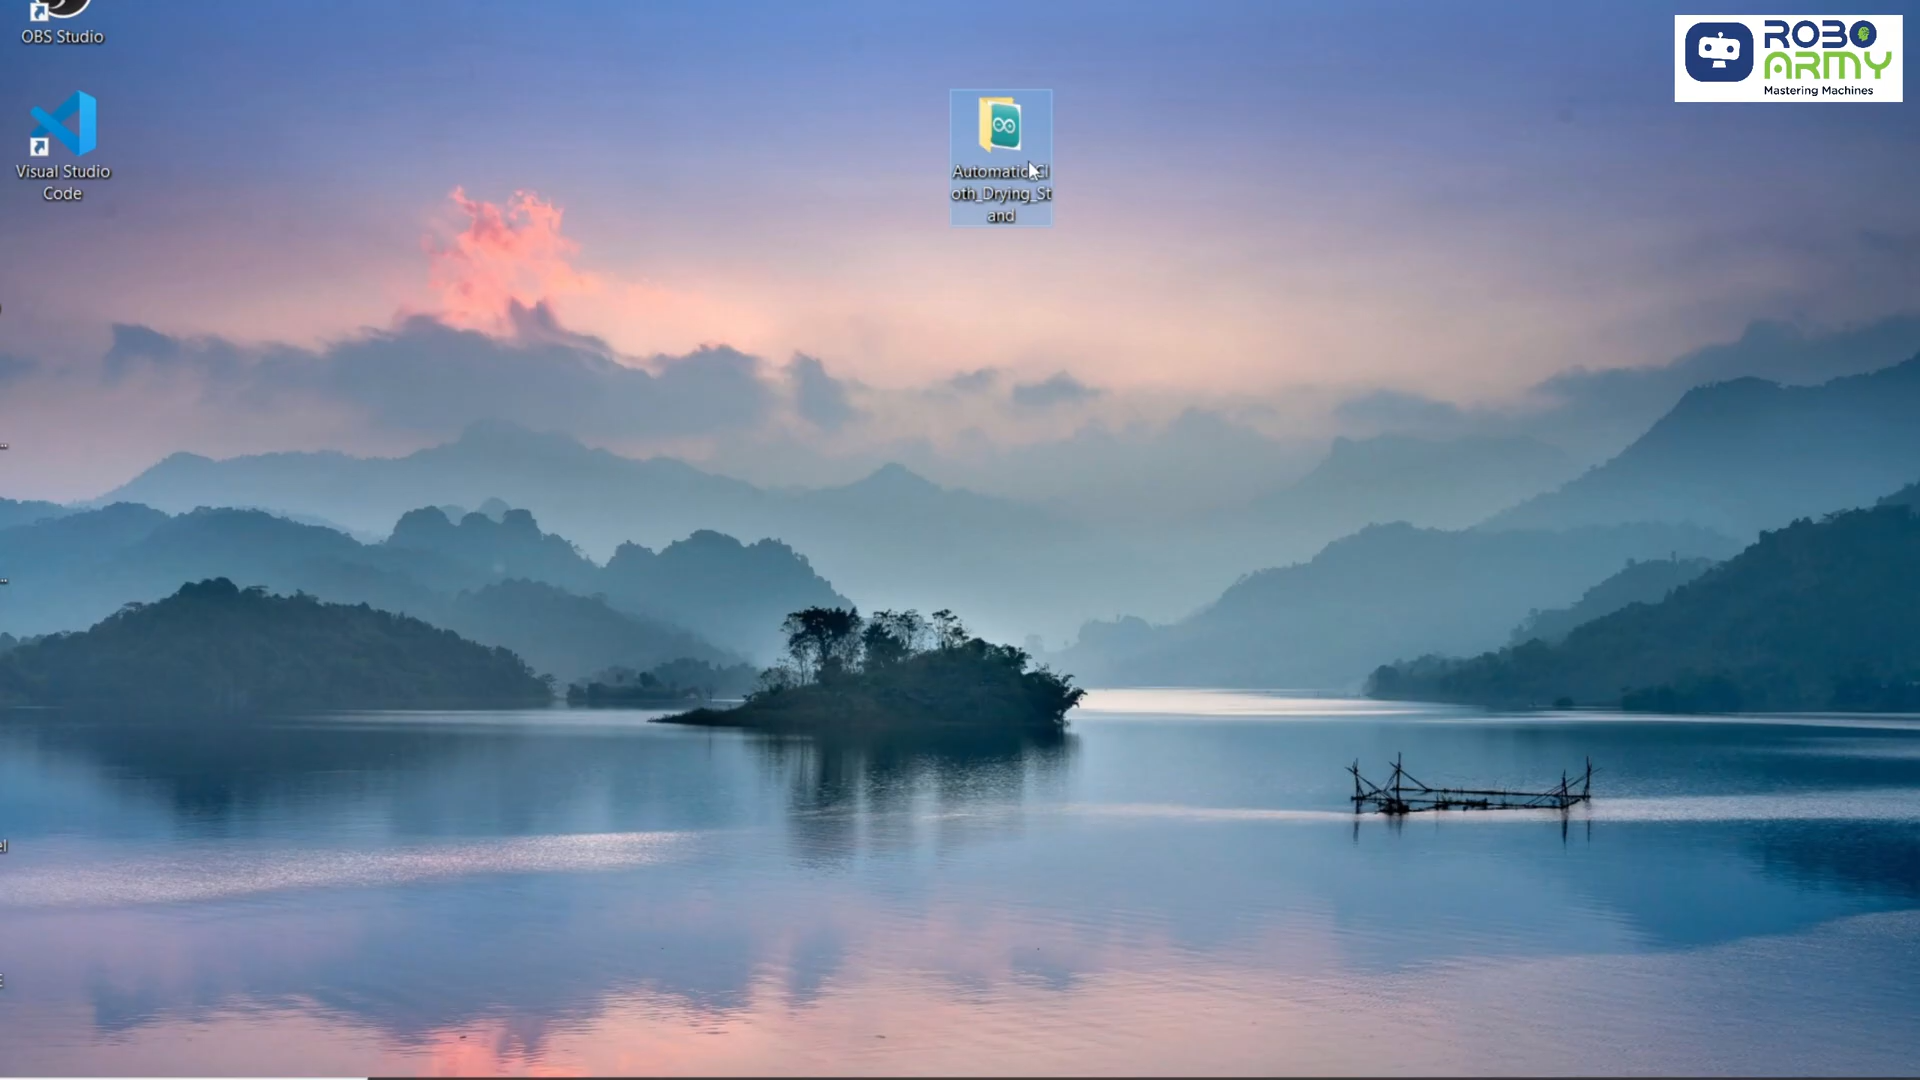 OBS Studio
Visual Studio
Code
Automatic_Cl
oth_Drying_St
and
ROBO
ARMY
Mastering Machines